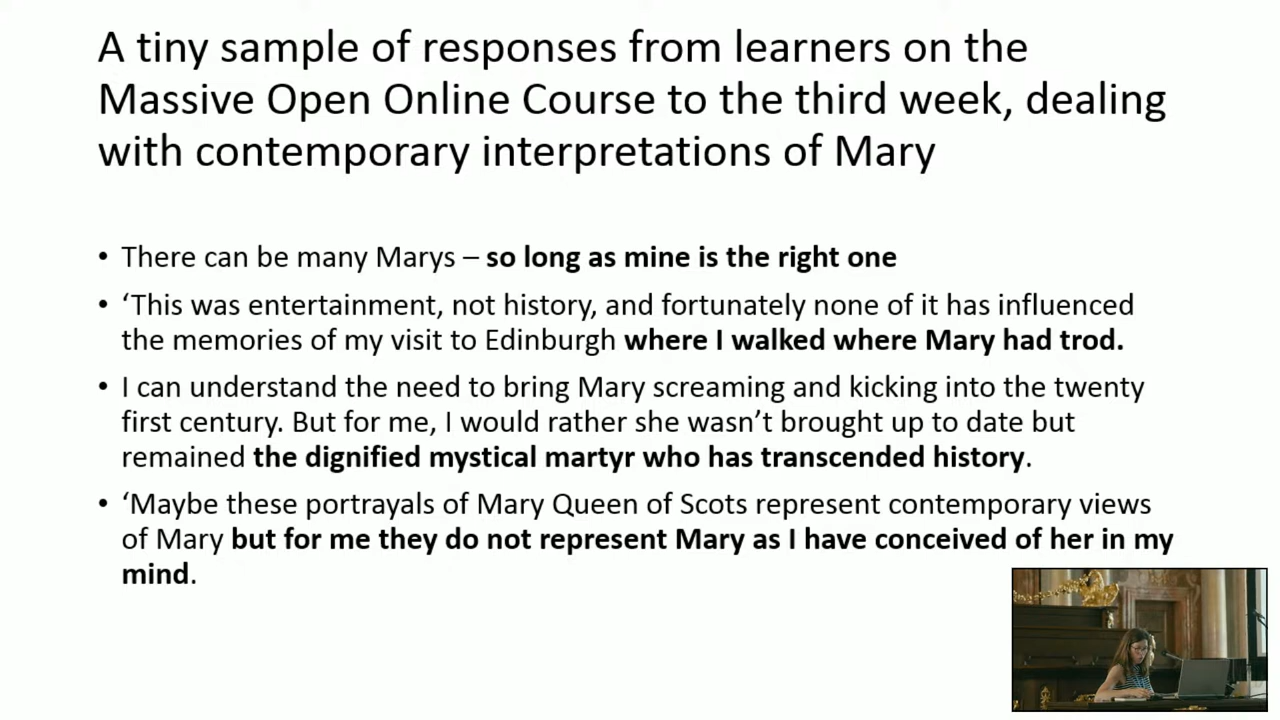 A tiny sample of responses from learners on the
Massive Open Online Course to the third week, dealing
with contemporary interpretations of Mary
• There can be many Marys – so long as mine is the right one
• ‘This was entertainment, not history, and fortunately none of it has influenced
the memories of my visit to Edinburgh where I walked where Mary had trod.
• I can understand the need to bring Mary screaming and kicking into the twenty
first century. But for me, I would rather she wasn’t brought up to date but
remained the dignified mystical martyr who has transcended history.
• ‘Maybe these portrayals of Mary Queen of Scots represent contemporary views
of Mary but for me they do not represent Mary as I have conceived of her in my
mind.